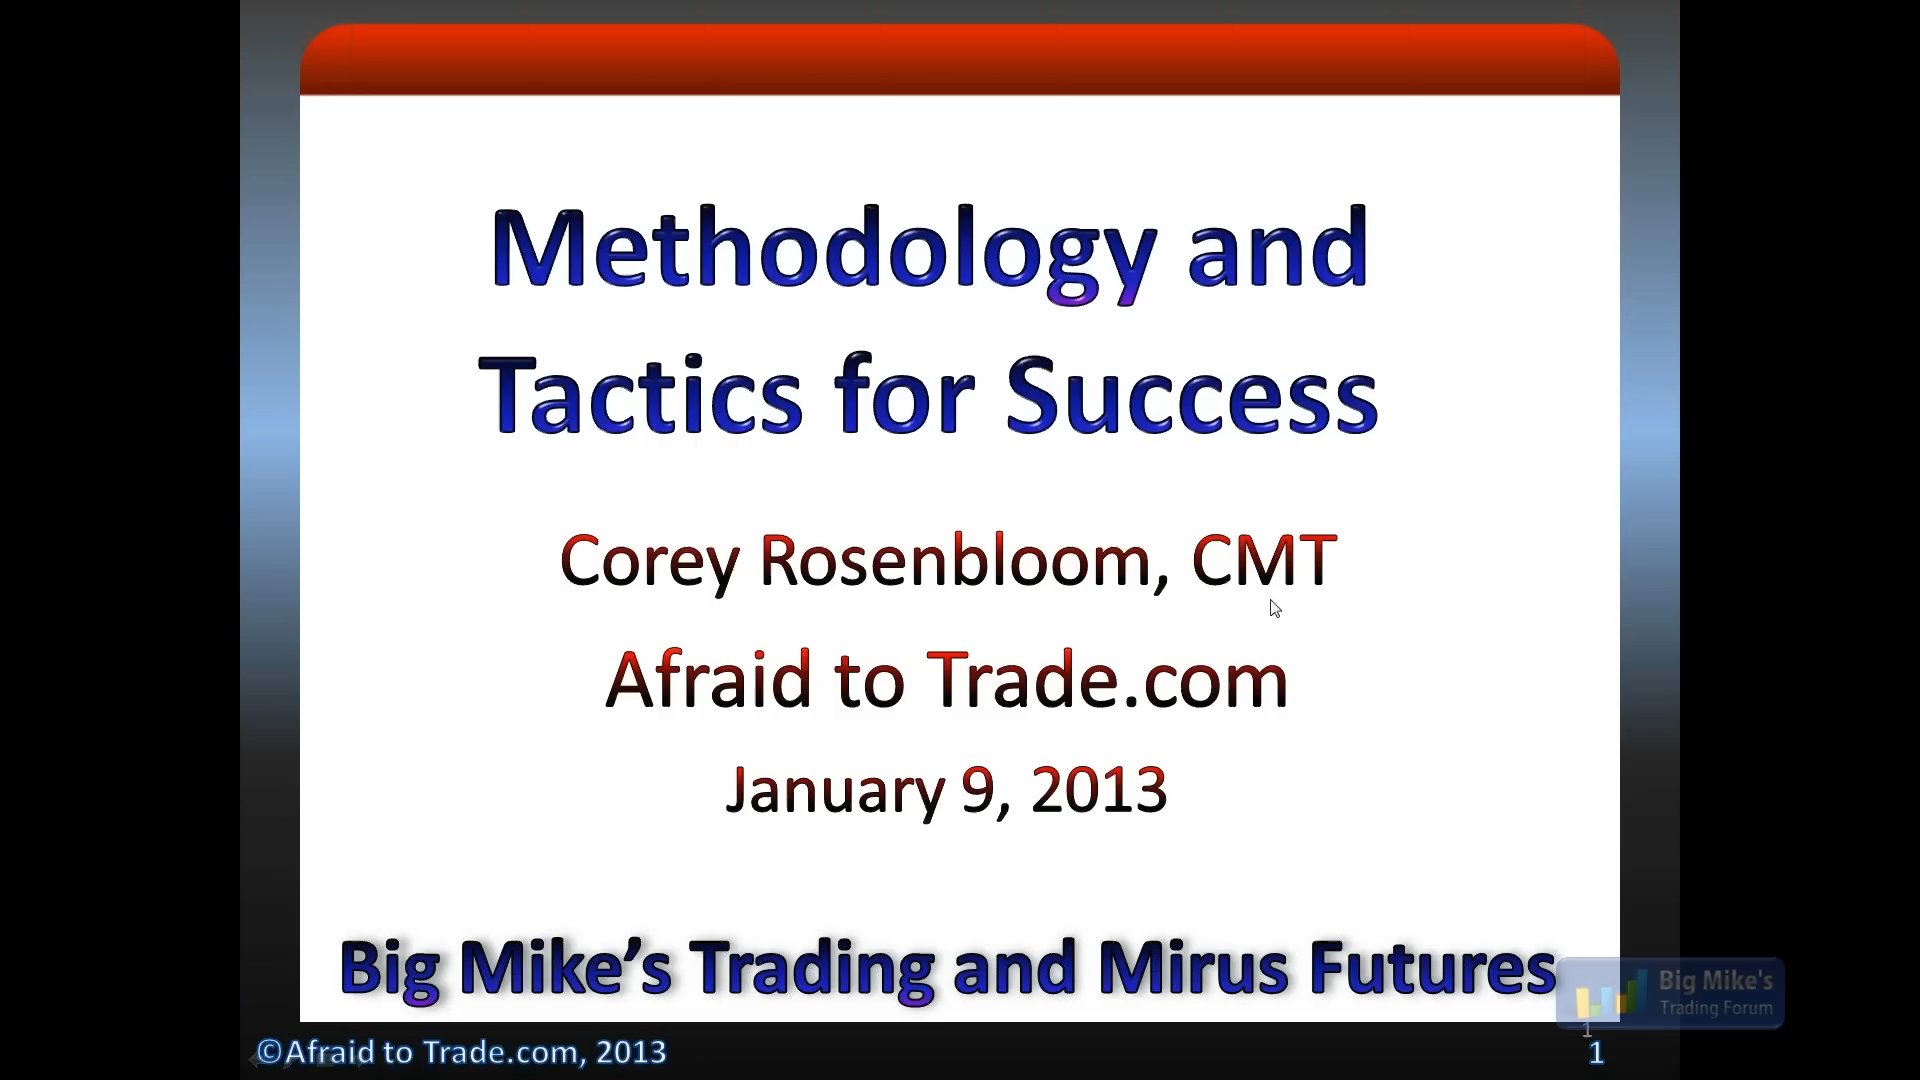 Methodology and
Tactics for Success
Corey Rosenbloom, CMT
Afraid to Trade.com
January 9, 2013
Big Mike’s Trading and Mirus Futures
Big Mike's
Trading Forum
1
©Afraid to Trade.com, 2013
1